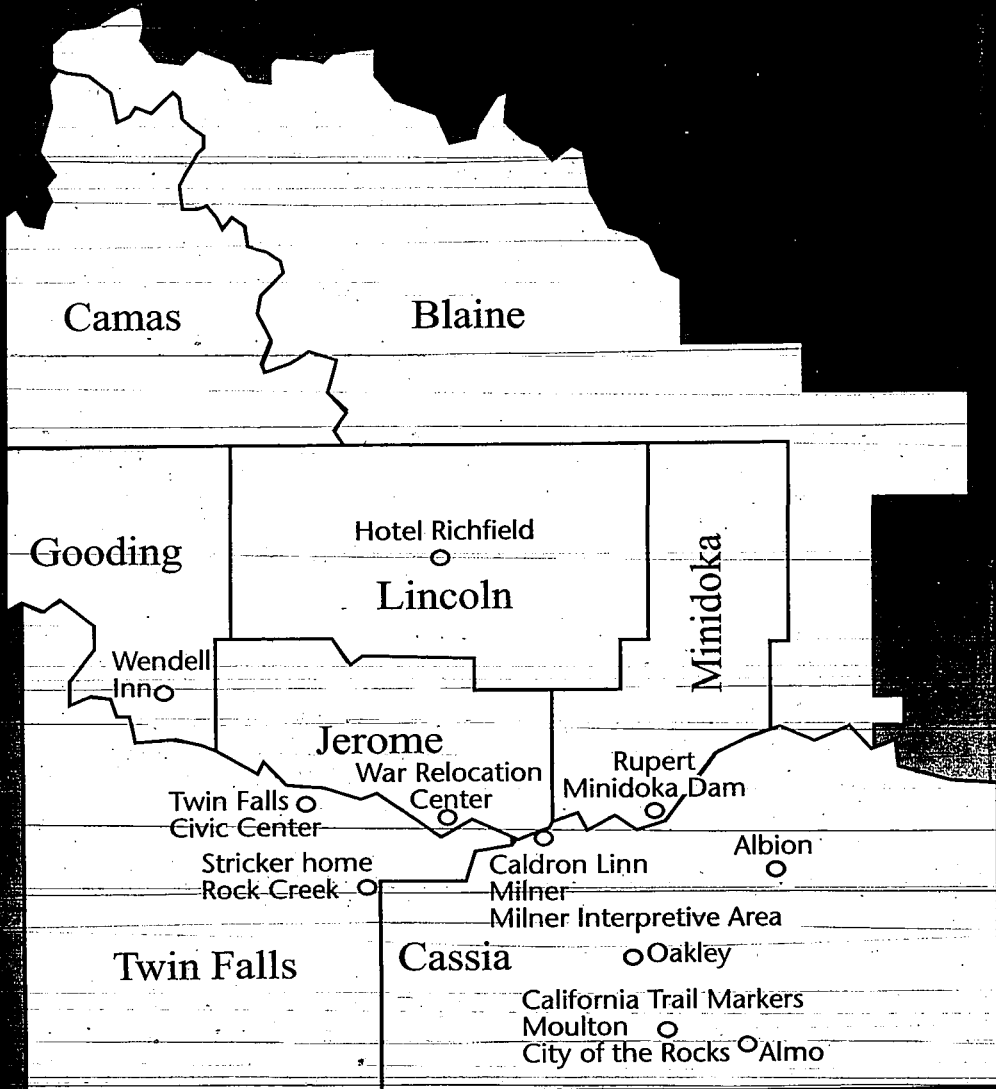 Camas
Blaine
Hotel Richfield
Gooding
Lincoln
Minidoka
Wendell
Inn
Jerome
War Relocation
Center
Rupert
Minidoka Dam
Twin Falls
Civic Center
Stricker home
Rock Creek
Caldron Linn
Milner
Milner Interpretive Area
Albion
Twin Falls
Cassia
Oakley
California Trail Markers
Moulton
City of the Rocks
Almo